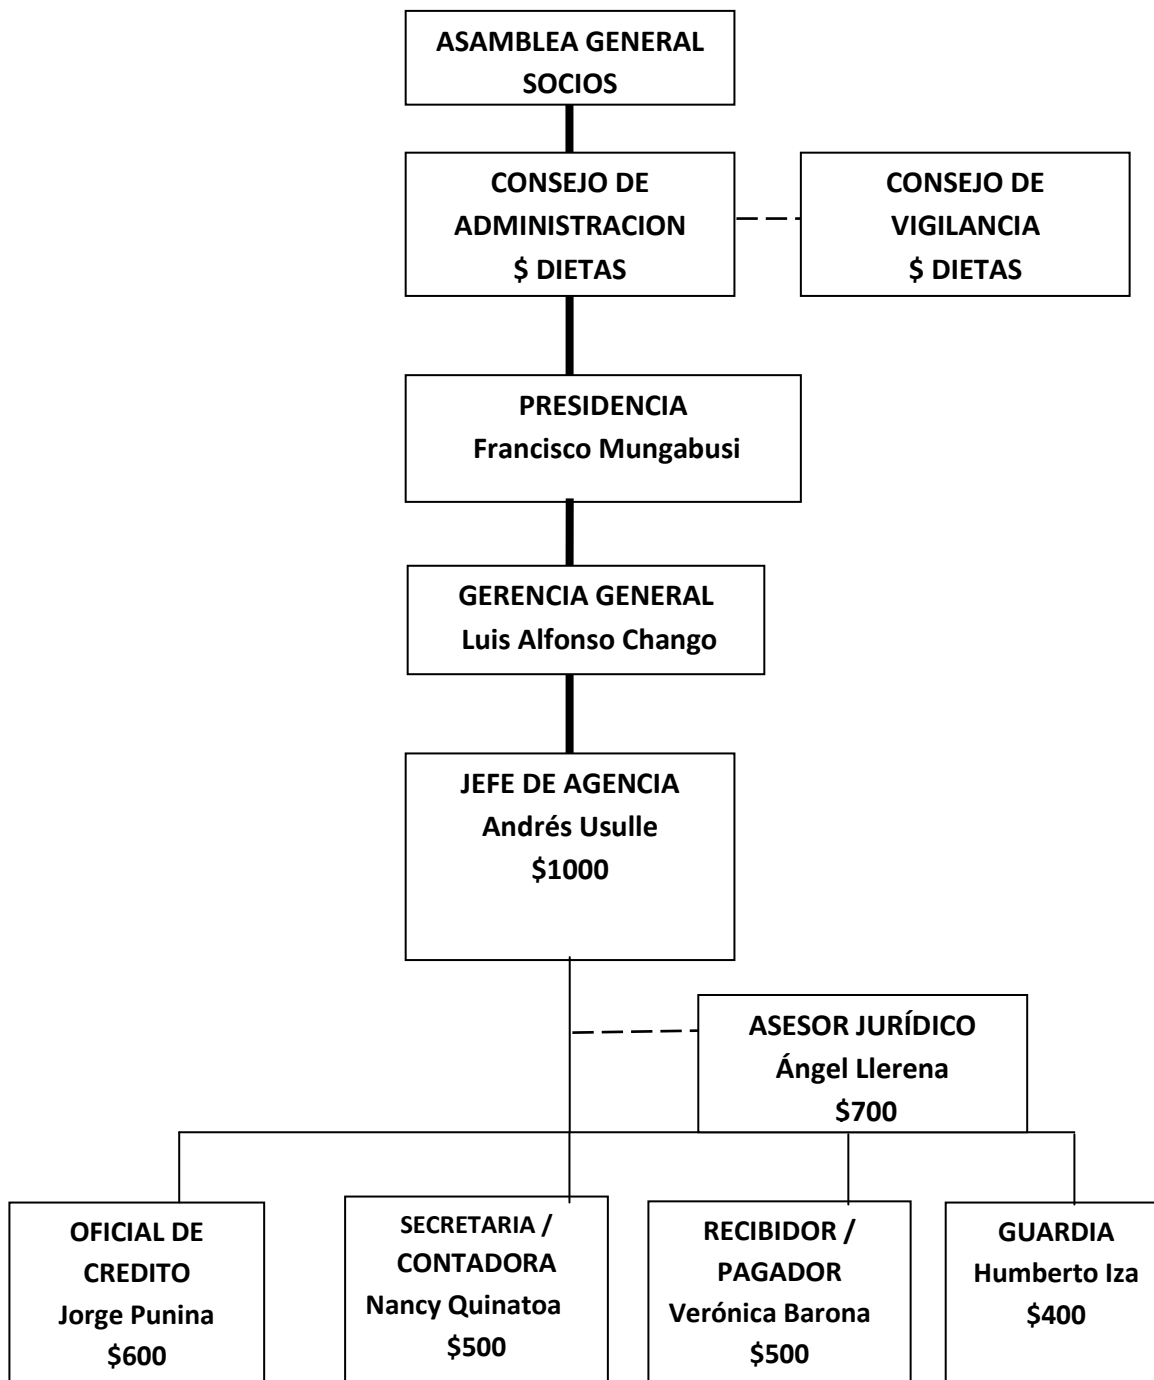 ASAMBLEA GENERAL
SOCIOS
CONSEJO DE
ADMINISTRACION
$ DIETAS
CONSEJO DE
VIGILANCIA
$ DIETAS
PRESIDENCIA
Francisco Mungabusi
GERENCIA GENERAL
Luis Alfonso Chango
JEFE DE AGENCIA
Andrés Usulle
$1000
ASESOR JURÍDICO
Ángel Llerena
$700
OFICIAL DE
CREDITO
Jorge Punina
$600
SECRETARIA /
CONTADORA
Nancy Quinatoa
$500
RECIBIDOR /
PAGADOR
Verónica Barona
$500
GUARDIA
Humberto Iza
$400